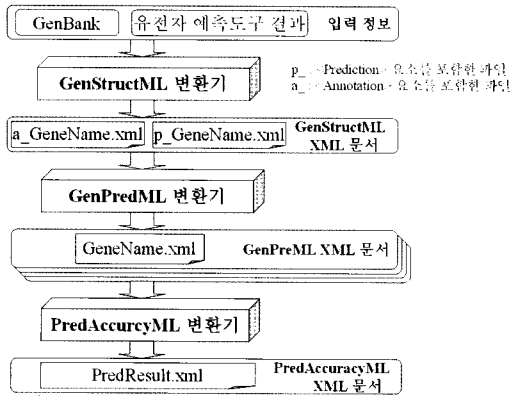 GenBank
유전자 예측도구 결과
입력 정보
GenStructML 변환기
p_ : <Prediction> 요소를 포함한 파일
a_ : <Annotation> 요소를 포함한 파일
a_GeneName.xml
p_GeneName.xml
GenStructML
XML 문서
GenPredML 변환기
GeneName.xml
GenPreML XML 문서
PredAccurcyML 변환기
PredResult.xml
PredAccuracyML
XML 문서